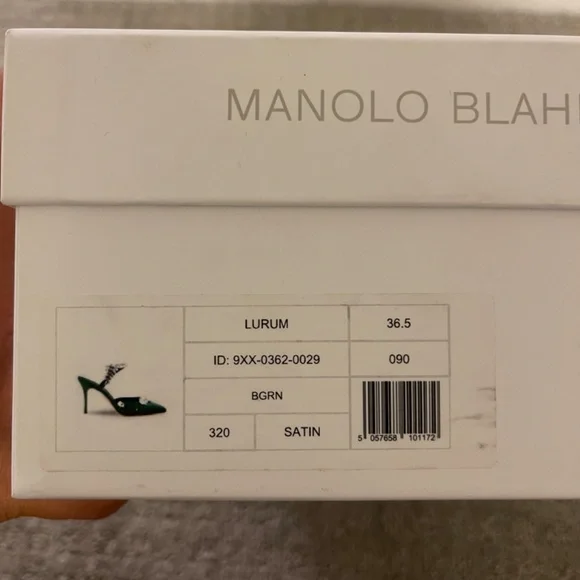 MANOLO BLAH
LURUM 36.5
ID: 9XX-0362-0029 090
BGRN
320 SATIN
5 057658 101172